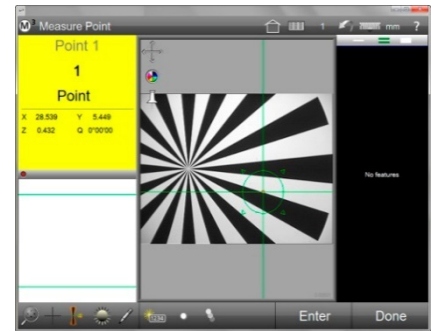 M3 Measure Point 1 mm ?
Point 1
1
Point
X 28.539 Y 5.449
Z 0.432 Q 0°00'00
No features
Enter Done